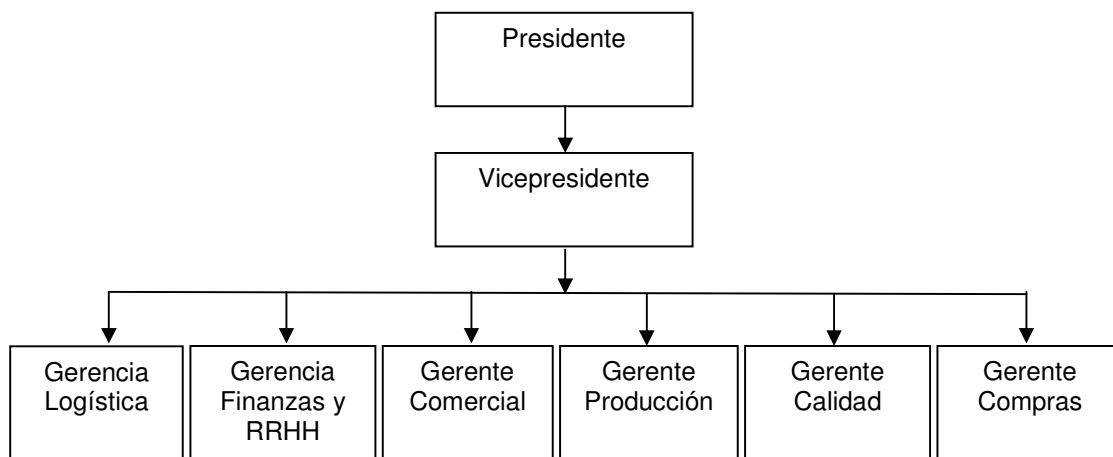 Presidente
Vicepresidente
Gerencia
Logística
Gerencia
Finanzas y
RRHH
Gerente
Comercial
Gerente
Producción
Gerente
Calidad
Gerente
Compras